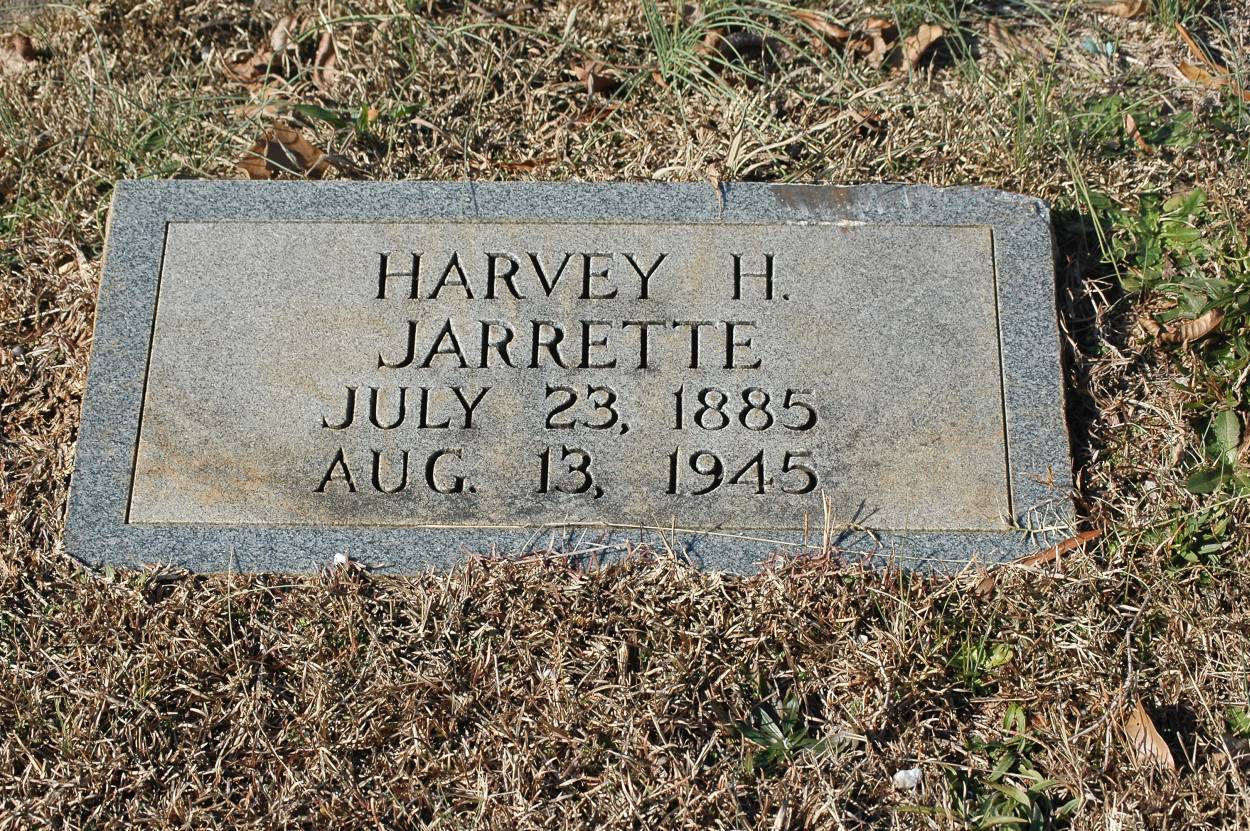 HARVEY H.
JARRETTE
JULY 23, 1885
AUG. 13, 1945